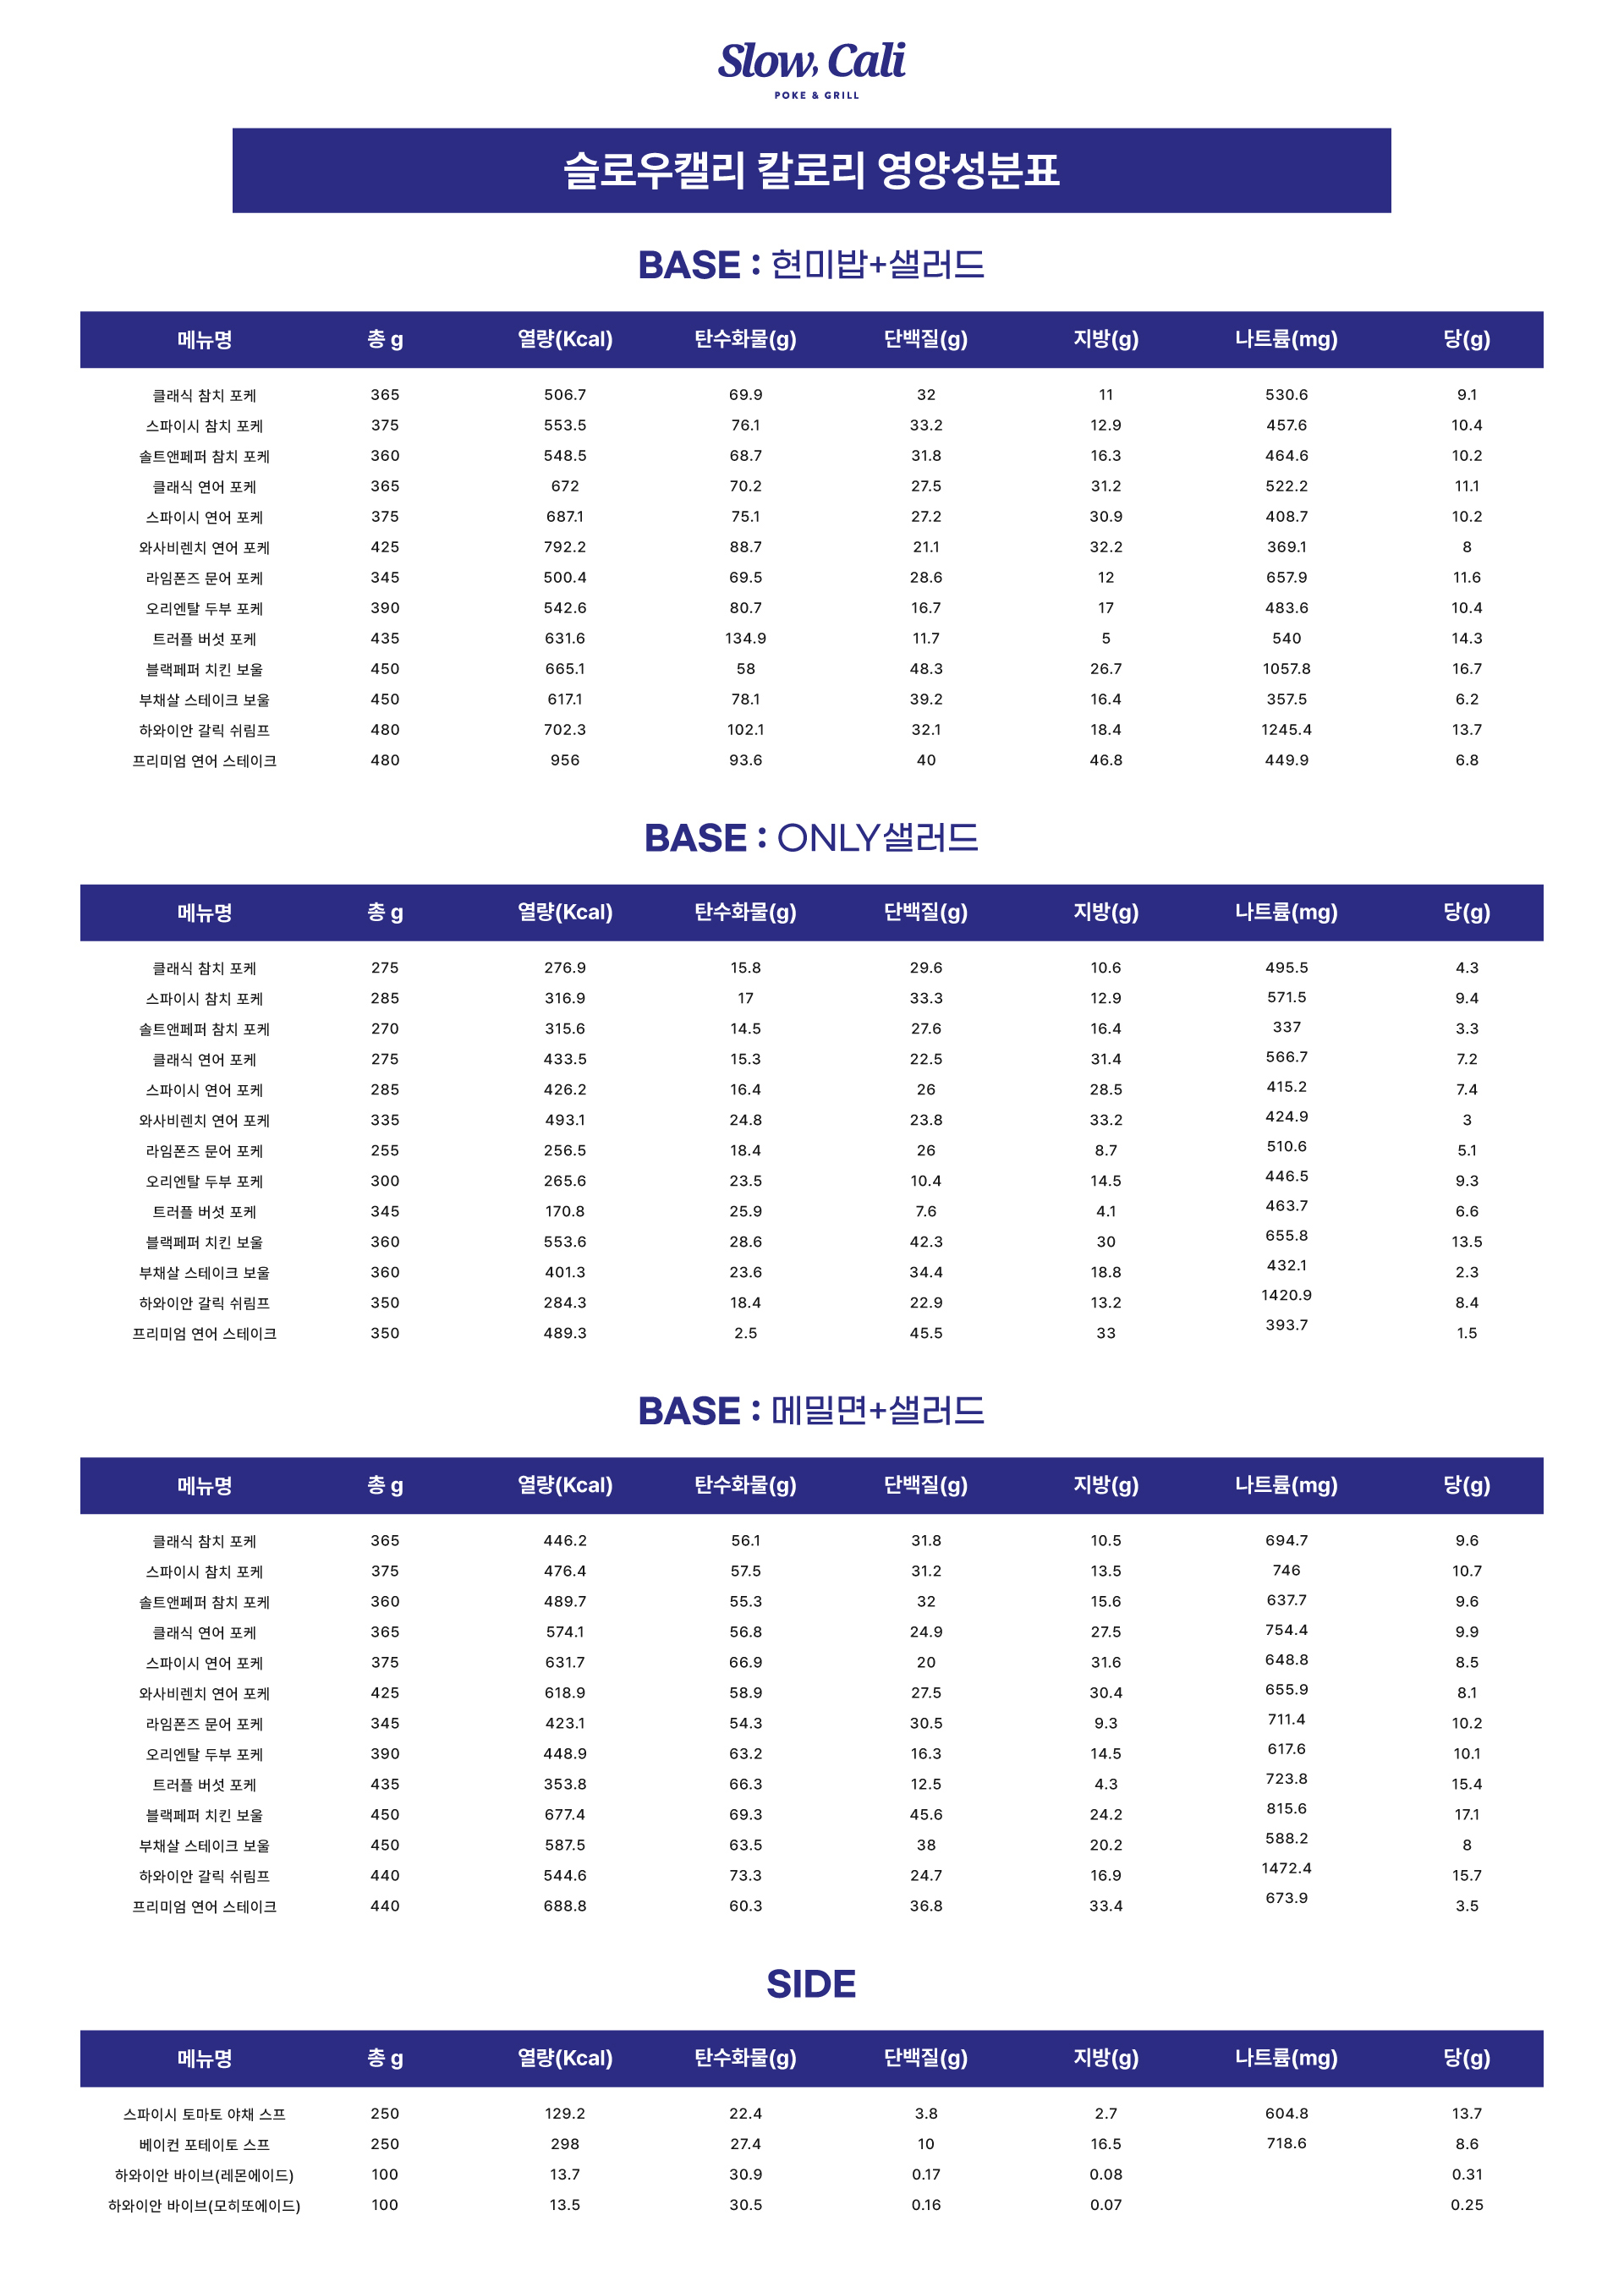 Slow, Cali
POKE & GRILL
슬로우캘리 칼로리 영양성분표
BASE : 현미밥+샐러드
메뉴명 총 g 열량(Kcal) 탄수화물(g) 단백질(g) 지방(g) 나트륨(mg) 당(g)
클래식 참치 포케 365 506.7 69.9 32 11 530.6 9.1
스파이시 참치 포케 375 553.5 76.1 33.2 12.9 457.6 10.4
솔트앤페퍼 참치 포케 360 548.5 68.7 31.8 16.3 464.6 10.2
클래식 연어 포케 365 672 70.2 27.5 31.2 522.2 11.1
스파이시 연어 포케 375 687.1 75.1 27.2 30.9 408.7 10.2
와사비렌치 연어 포케 425 792.2 88.7 21.1 32.2 369.1 8
라임폰즈 문어 포케 345 500.4 69.5 28.6 12 657.9 11.6
오리엔탈 두부 포케 390 542.6 80.7 16.7 17 483.6 10.4
트러플 버섯 포케 435 631.6 134.9 11.7 5 540 14.3
블랙페퍼 치킨 보울 450 665.1 58 48.3 26.7 1057.8 16.7
부채살 스테이크 보울 450 617.1 78.1 39.2 16.4 357.5 6.2
하와이안 갈릭 쉬림프 480 702.3 102.1 32.1 18.4 1245.4 13.7
프리미엄 연어 스테이크 480 956 93.6 40 46.8 449.9 6.8
BASE : ONLY샐러드
메뉴명 총 g 열량(Kcal) 탄수화물(g) 단백질(g) 지방(g) 나트륨(mg) 당(g)
클래식 참치 포케 275 276.9 15.8 29.6 10.6 495.5 4.3
스파이시 참치 포케 285 316.9 17 33.3 12.9 571.5 9.4
솔트앤페퍼 참치 포케 270 315.6 14.5 27.6 16.4 337 3.3
클래식 연어 포케 275 433.5 15.3 22.5 31.4 566.7 7.2
스파이시 연어 포케 285 426.2 16.4 26 28.5 415.2 7.4
와사비렌치 연어 포케 335 493.1 24.8 23.8 33.2 424.9 3
라임폰즈 문어 포케 255 256.5 18.4 26 8.7 510.6 5.1
오리엔탈 두부 포케 300 265.6 23.5 10.4 14.5 446.5 9.3
트러플 버섯 포케 345 170.8 25.9 7.6 4.1 463.7 6.6
블랙페퍼 치킨 보울 360 553.6 28.6 42.3 30 655.8 13.5
부채살 스테이크 보울 360 401.3 23.6 34.4 18.8 432.1 2.3
하와이안 갈릭 쉬림프 350 284.3 18.4 22.9 13.2 1420.9 8.4
프리미엄 연어 스테이크 350 489.3 2.5 45.5 33 393.7 1.5
BASE : 메밀면+샐러드
메뉴명 총 g 열량(Kcal) 탄수화물(g) 단백질(g) 지방(g) 나트륨(mg) 당(g)
클래식 참치 포케 365 446.2 56.1 31.8 10.5 694.7 9.6
스파이시 참치 포케 375 476.4 57.5 31.2 13.5 746 10.7
솔트앤페퍼 참치 포케 360 489.7 55.3 32 15.6 637.7 9.6
클래식 연어 포케 365 574.1 56.8 24.9 27.5 754.4 9.9
스파이시 연어 포케 375 631.7 66.9 20 31.6 648.8 8.5
와사비렌치 연어 포케 425 618.9 58.9 27.5 30.4 655.9 8.1
라임폰즈 문어 포케 345 423.1 54.3 30.5 9.3 711.4 10.2
오리엔탈 두부 포케 390 448.9 63.2 16.3 14.5 617.6 10.1
트러플 버섯 포케 435 353.8 66.3 12.5 4.3 723.8 15.4
블랙페퍼 치킨 보울 450 677.4 69.3 45.6 24.2 815.6 17.1
부채살 스테이크 보울 450 587.5 63.5 38 20.2 588.2 8
하와이안 갈릭 쉬림프 440 544.6 73.3 24.7 16.9 1472.4 15.7
프리미엄 연어 스테이크 440 688.8 60.3 36.8 33.4 673.9 3.5
SIDE
메뉴명 총 g 열량(Kcal) 탄수화물(g) 단백질(g) 지방(g) 나트륨(mg) 당(g)
스파이시 토마토 야채 스프 250 129.2 22.4 3.8 2.7 604.8 13.7
베이컨 포테이토 스프 250 298 27.4 10 16.5 718.6 8.6
하와이안 바이브(레몬에이드) 100 13.7 30.9 0.17 0.08 0.31
하와이안 바이브(모히또에이드) 100 13.5 30.5 0.16 0.07 0.25